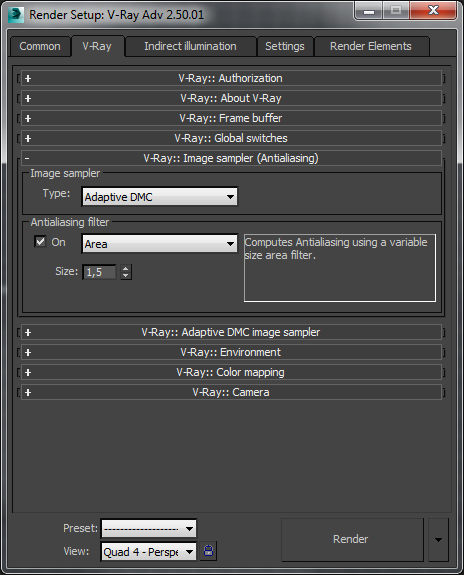 Render Setup: V-Ray Adv 2.50.01
Common V-Ray Indirect illumination Settings Render Elements
+ V-Ray:: Authorization
+ V-Ray:: About V-Ray
+ V-Ray:: Frame buffer
+ V-Ray:: Global switches
- V-Ray:: Image sampler (Antialiasing)
Image sampler
Type: Adaptive DMC
Antialiasing filter
On Area
Computes Antialiasing using a variable
size area filter.
Size: 1,5
+ V-Ray:: Adaptive DMC image sampler
+ V-Ray:: Environment
+ V-Ray:: Color mapping
+ V-Ray:: Camera
Preset: --------------------
View: Quad 4 - Perspe
Render